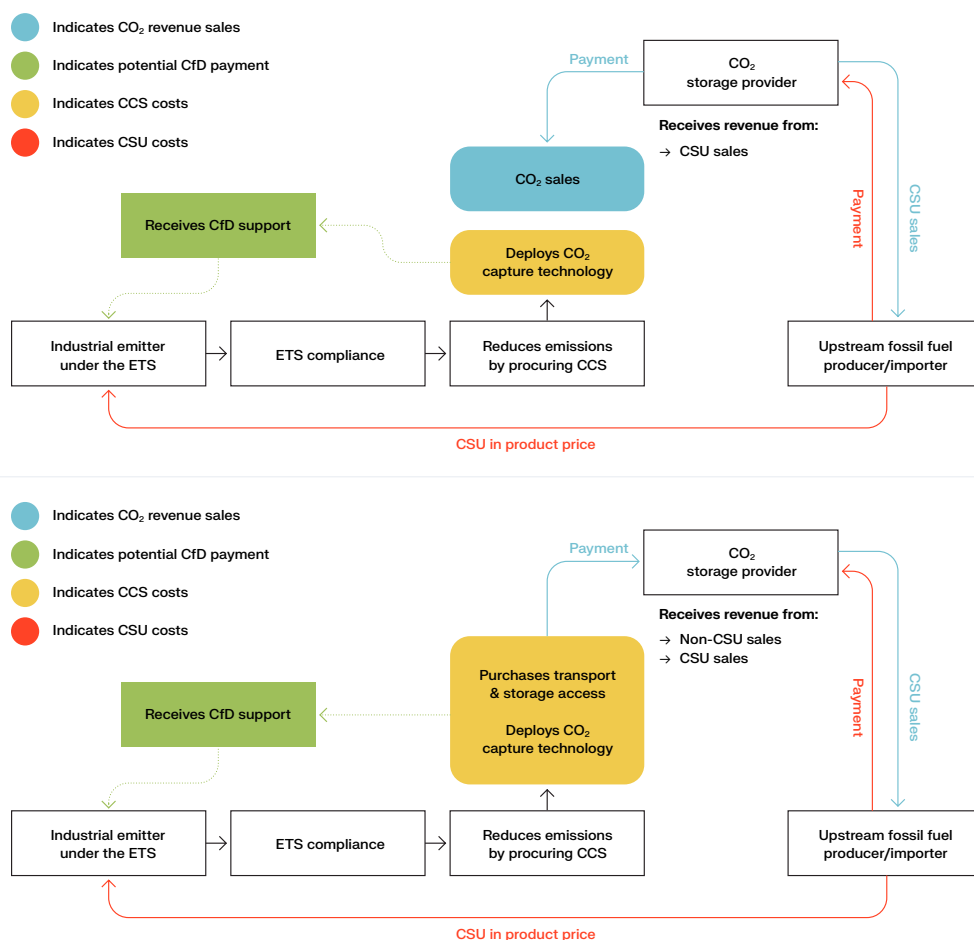 Indicates CO₂ revenue sales
Indicates potential CfD payment
Indicates CCS costs
Indicates CSU costs
Payment
CO₂
storage provider
Receives revenue from:
→ CSU sales
CO₂ sales
Payment
CSU sales
Receives CfD support
Deploys CO₂
capture technology
Industrial emitter
under the ETS
ETS compliance
Reduces emissions
by procuring CCS
Upstream fossil fuel
producer/importer
CSU in product price
Indicates CO₂ revenue sales
Indicates potential CfD payment
Indicates CCS costs
Indicates CSU costs
Payment
CO₂
storage provider
Receives revenue from:
→ Non-CSU sales
→ CSU sales
Purchases transport
& storage access
Deploys CO₂
capture technology
Payment
CSU sales
Receives CfD support
Industrial emitter
under the ETS
ETS compliance
Reduces emissions
by procuring CCS
Upstream fossil fuel
producer/importer
CSU in product price